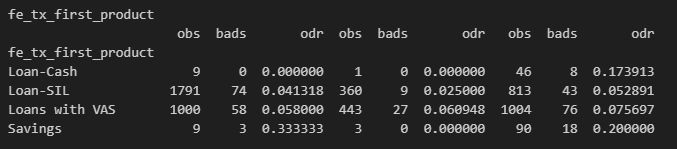 fe_tx_first_product
obs bads odr obs bads odr obs bads odr
fe_tx_first_product
Loan-Cash 9 0 0.000000 1 0 0.000000 46 8 0.173913
Loan-SIL 1791 74 0.041318 360 9 0.025000 813 43 0.052891
Loans with VAS 1000 58 0.058000 443 27 0.060948 1004 76 0.075697
Savings 9 3 0.333333 3 0 0.000000 90 18 0.200000